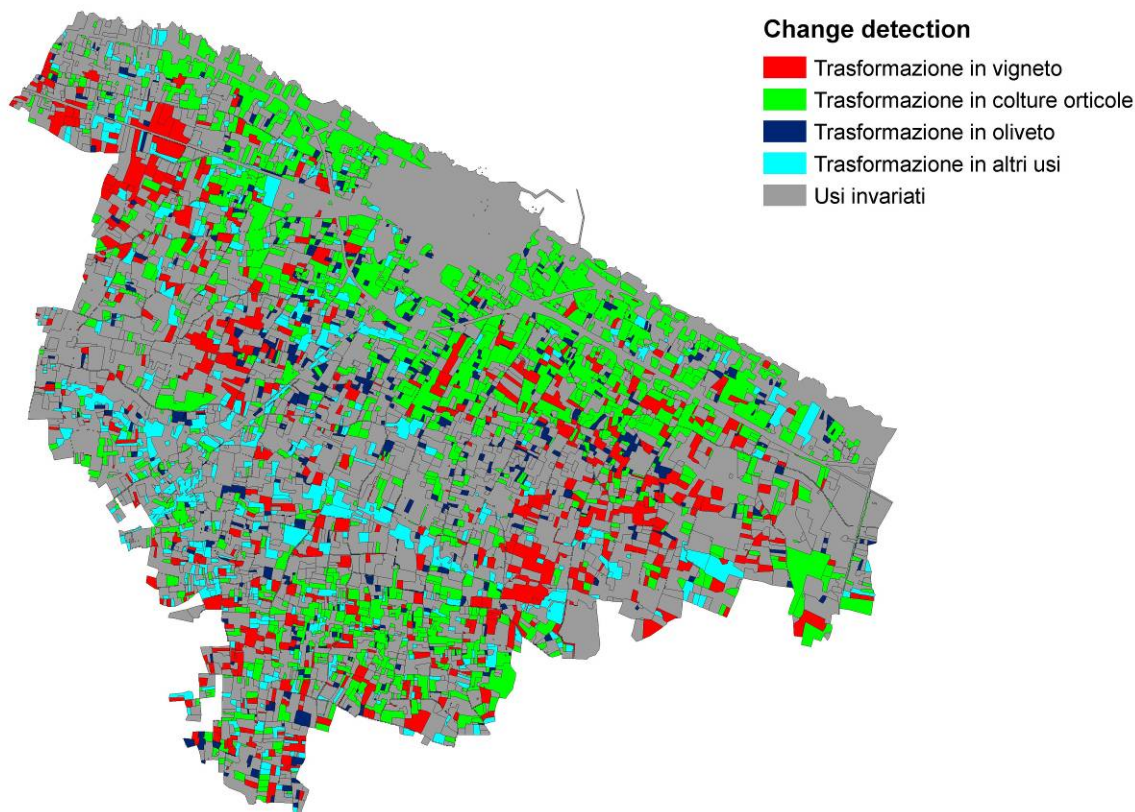 Change detection
Trasformazione in vigneto
Trasformazione in colture orticole
Trasformazione in oliveto
Trasformazione in altri usi
Usi invariati